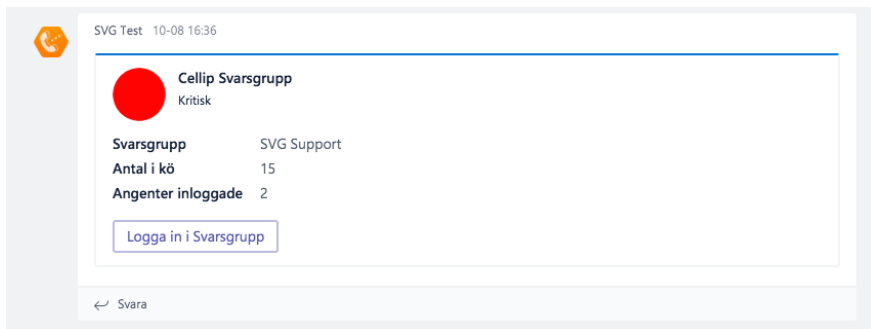 SVG Test 10-08 16:36
Cellip Svarsgrupp
Kritisk
Svarsgrupp SVG Support
Antal i kö 15
Angenter inloggade 2
Logga in i Svarsgrupp
Svara